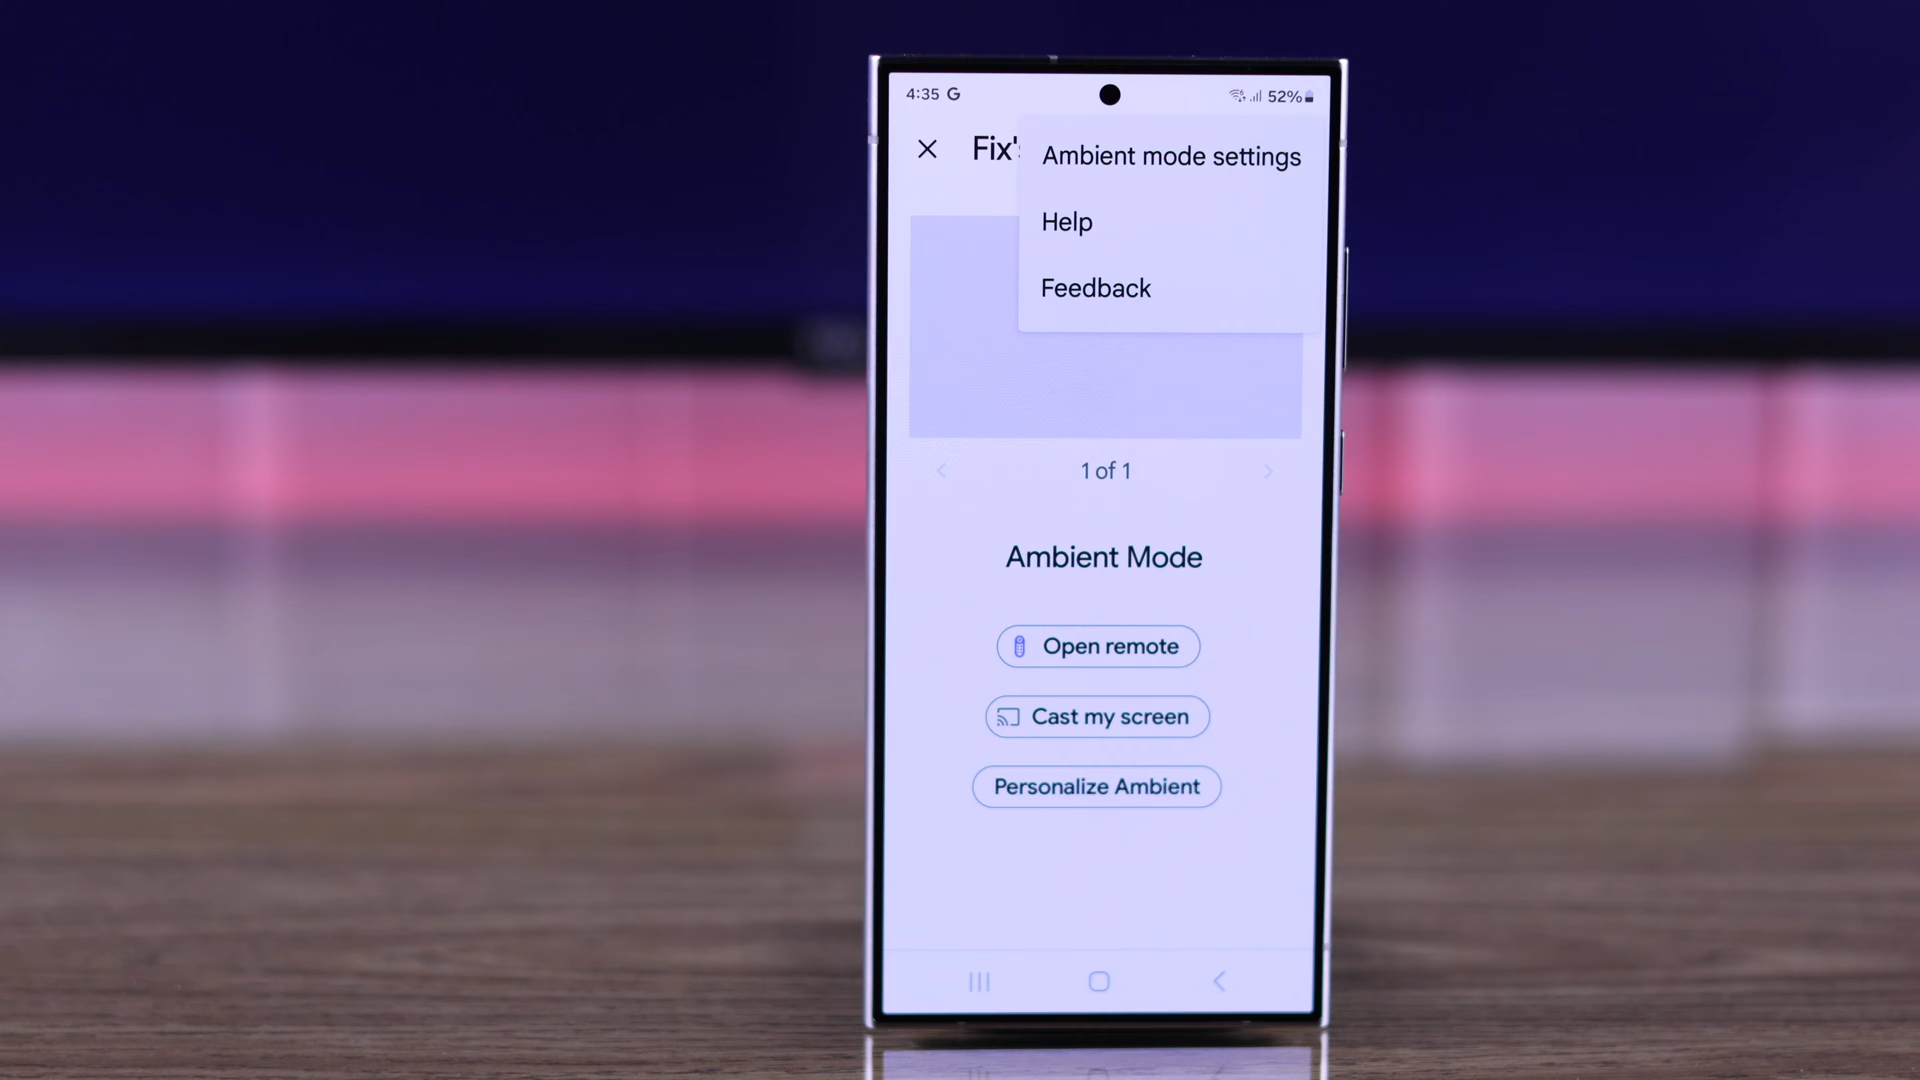 4:35 G 52%
Fix's
Ambient mode settings
Help
Feedback
1 of 1
Ambient Mode
Open remote
Cast my screen
Personalize Ambient